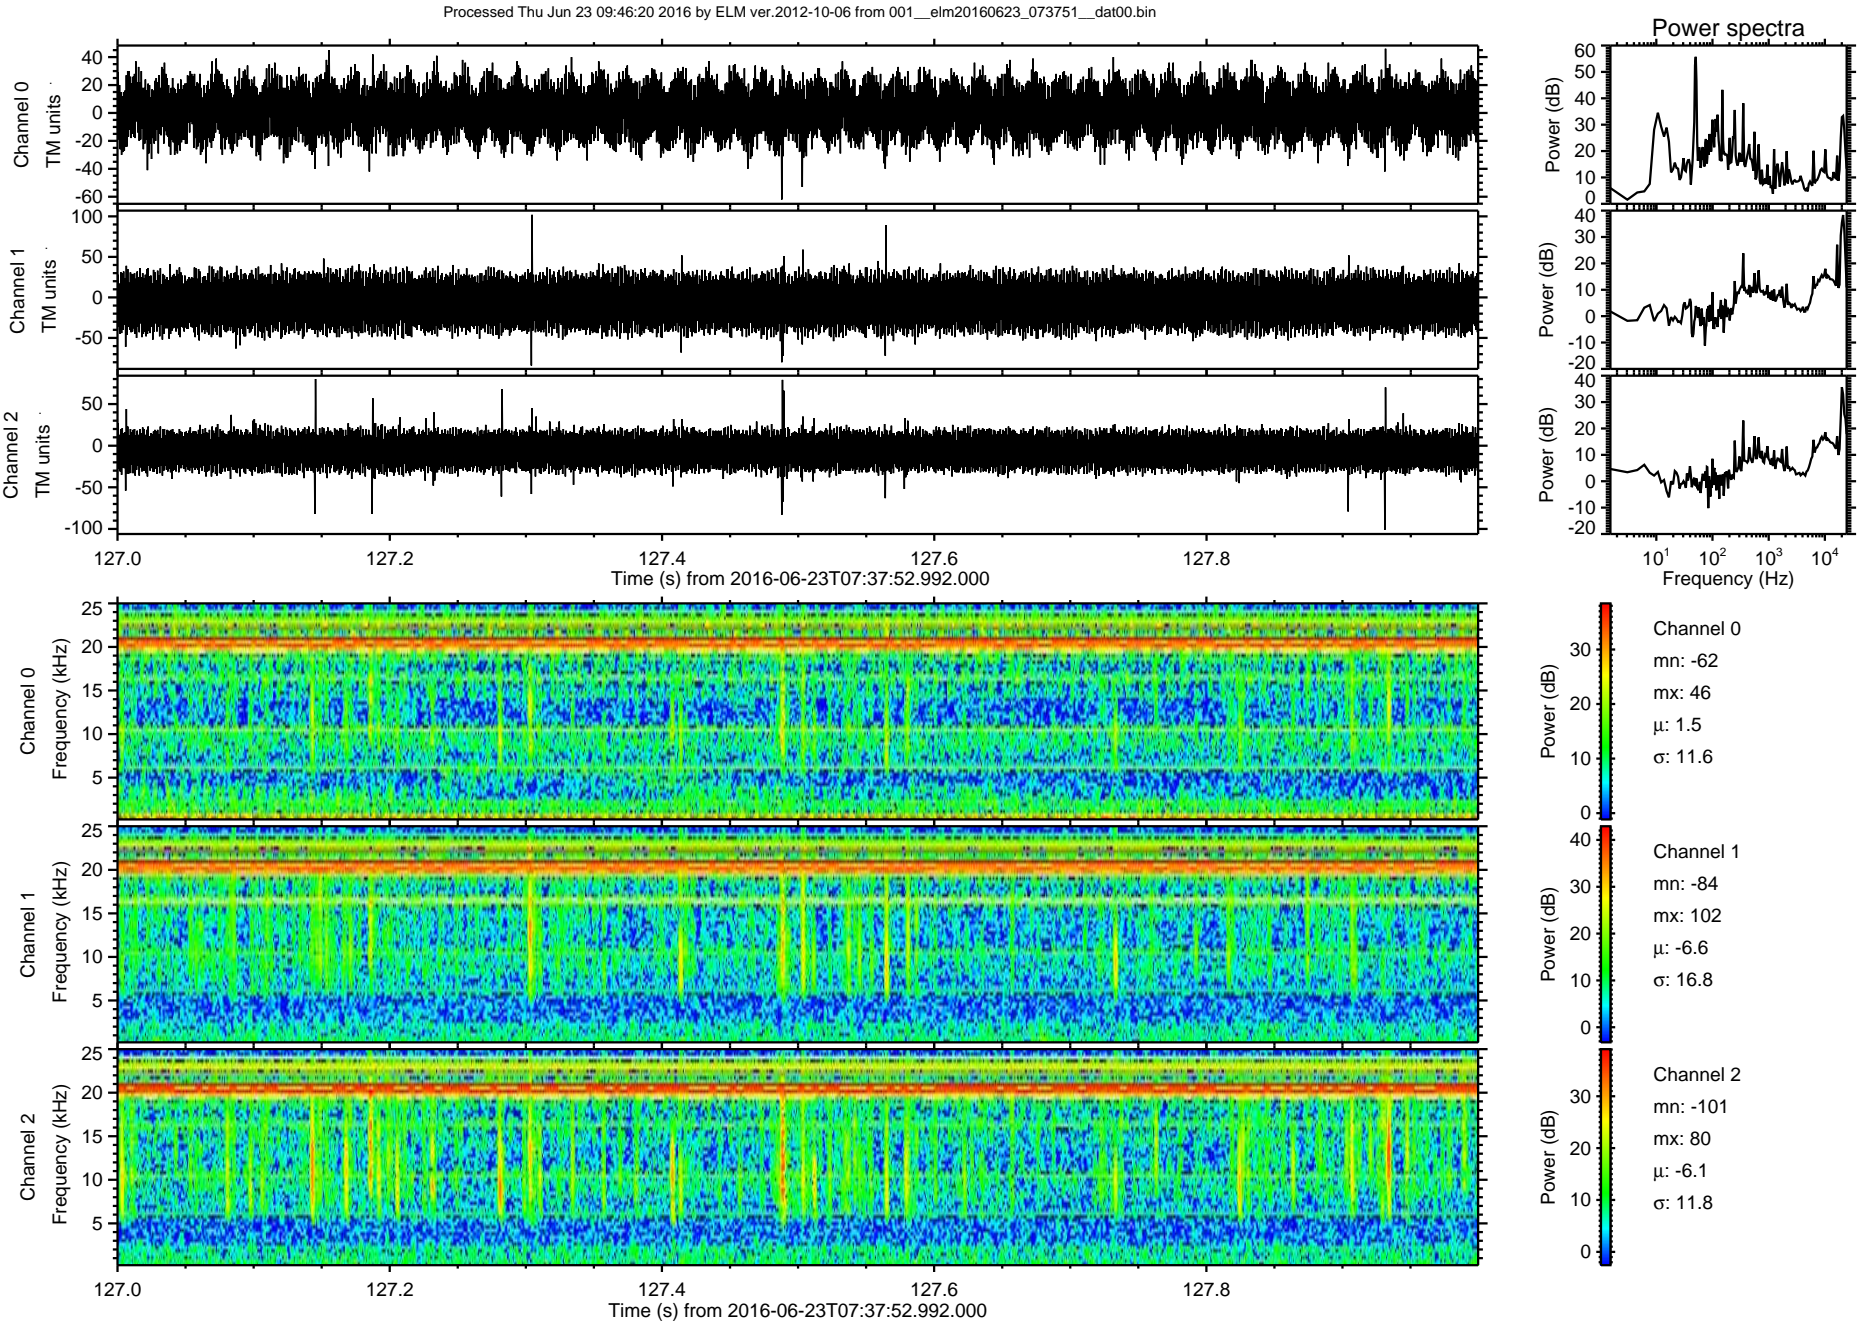 Processed Thu Jun 23 09:46:20 2016 by ELM ver.2012-10-06 from 001__elm20160623_073751__dat00.bin
Power spectra
Channel 0
TM units
40
20
0
-20
-40
-60
Power (dB)
60
50
40
30
20
10
0
Channel 1
TM units
100
50
0
-50
Power (dB)
40
30
20
10
0
-10
-20
Channel 2
TM units
50
0
-50
-100
Power (dB)
40
30
20
10
0
-10
-20
127.0 127.2 127.4 127.6 127.8
Time (s) from 2016-06-23T07:37:52.992.000
10^1 10^2 10^3 10^4
Frequency (Hz)
Channel 0
Frequency (kHz)
25
20
15
10
5
Power (dB)
30
20
10
0
Channel 0
mn: -62
mx: 46
μ: 1.5
σ: 11.6
Channel 1
Frequency (kHz)
25
20
15
10
5
Power (dB)
40
30
20
10
0
Channel 1
mn: -84
mx: 102
μ: -6.6
σ: 16.8
Channel 2
Frequency (kHz)
25
20
15
10
5
Power (dB)
30
20
10
0
Channel 2
mn: -101
mx: 80
μ: -6.1
σ: 11.8
127.0 127.2 127.4 127.6 127.8
Time (s) from 2016-06-23T07:37:52.992.000